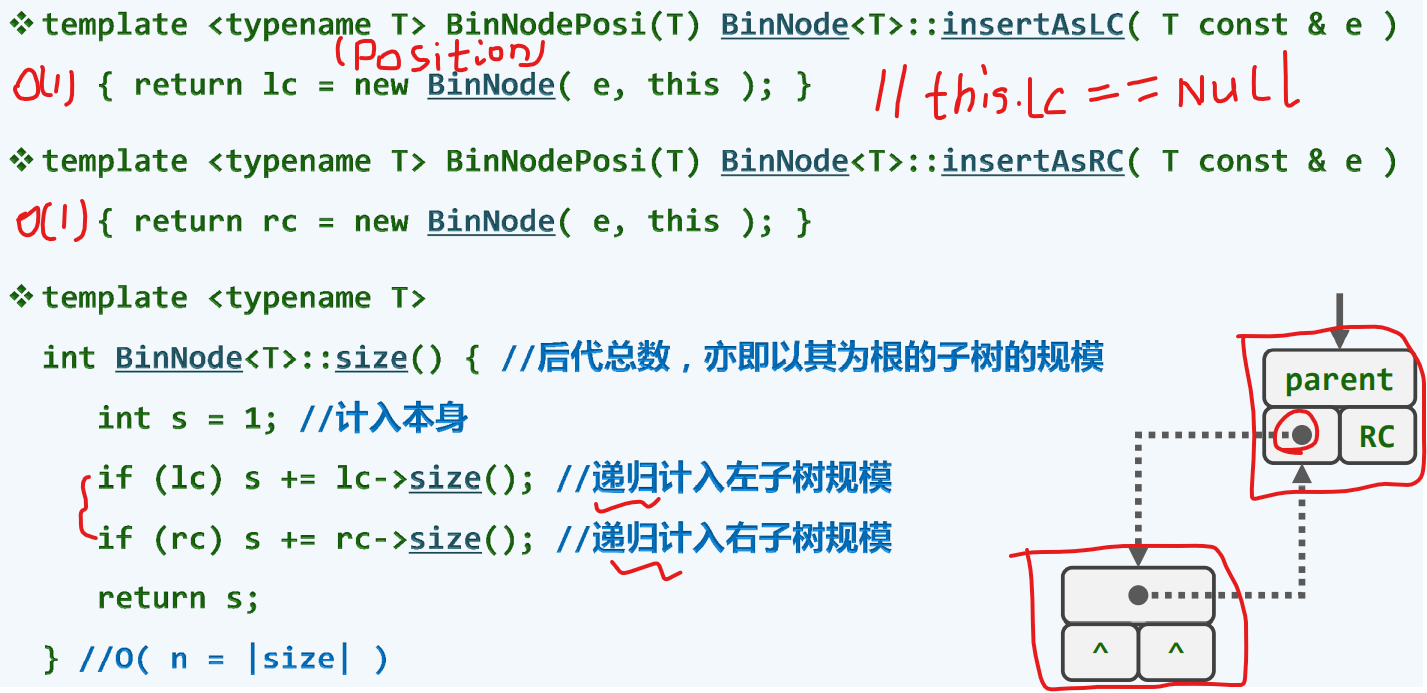 ❖ template <typename T> BinNodePosi(T) BinNode<T>::insertAsLC( T const & e )
(Position)
O(1) { return lc = new BinNode( e, this ); } //this.lc == NULL
❖ template <typename T> BinNodePosi(T) BinNode<T>::insertAsRC( T const & e )
O(1) { return rc = new BinNode( e, this ); }
❖ template <typename T>
int BinNode<T>::size() { //后代总数，亦即以其为根的子树的规模
int s = 1; //计入本身
if (lc) s += lc->size(); //递归计入左子树规模
if (rc) s += rc->size(); //递归计入右子树规模
return s;
} //O( n = |size| )
parent
RC
^ ^